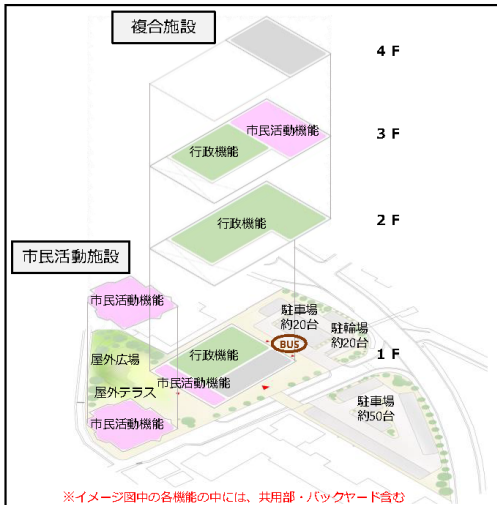 複合施設
4 F
市民活動機能
3 F
行政機能
行政機能
2 F
市民活動施設
市民活動機能
駐車場
約20台
駐輪場
約20台
BUS
1 F
行政機能
屋外広場
市民活動機能
屋外テラス
駐車場
約50台
市民活動機能
※イメージ図中の各機能の中には、共用部・バックヤード含む